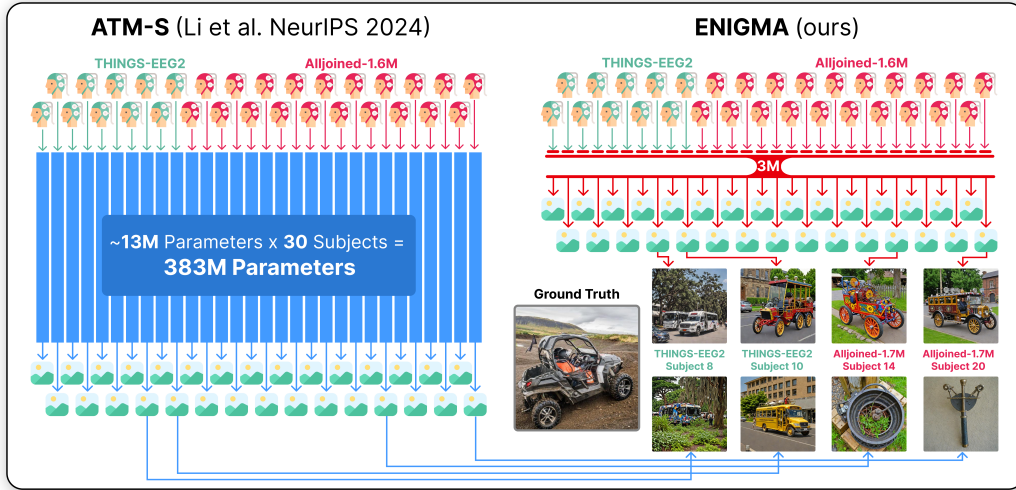 ATM-S (Li et al. NeurIPS 2024)
THINGS-EEG2
Alljoined-1.6M
~13M Parameters x 30 Subjects =
383M Parameters
ENIGMA (ours)
THINGS-EEG2
Alljoined-1.6M
3M
Ground Truth
THINGS-EEG2
Subject 8
THINGS-EEG2
Subject 10
Alljoined-1.7M
Subject 14
Alljoined-1.7M
Subject 20